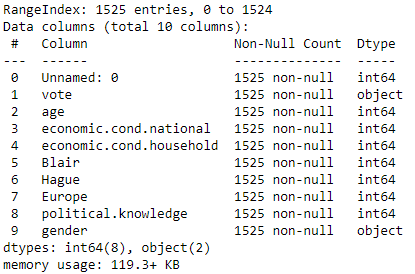 RangeIndex: 1525 entries, 0 to 1524
Data columns (total 10 columns):
 #   Column                   Non-Null Count  Dtype
---  ------                   --------------  -----
 0   Unnamed: 0               1525 non-null   int64
 1   vote                     1525 non-null   object
 2   age                      1525 non-null   int64
 3   economic.cond.national   1525 non-null   int64
 4   economic.cond.household  1525 non-null   int64
 5   Blair                    1525 non-null   int64
 6   Hague                    1525 non-null   int64
 7   Europe                   1525 non-null   int64
 8   political.knowledge      1525 non-null   int64
 9   gender                   1525 non-null   object
dtypes: int64(8), object(2)
memory usage: 119.3+ KB